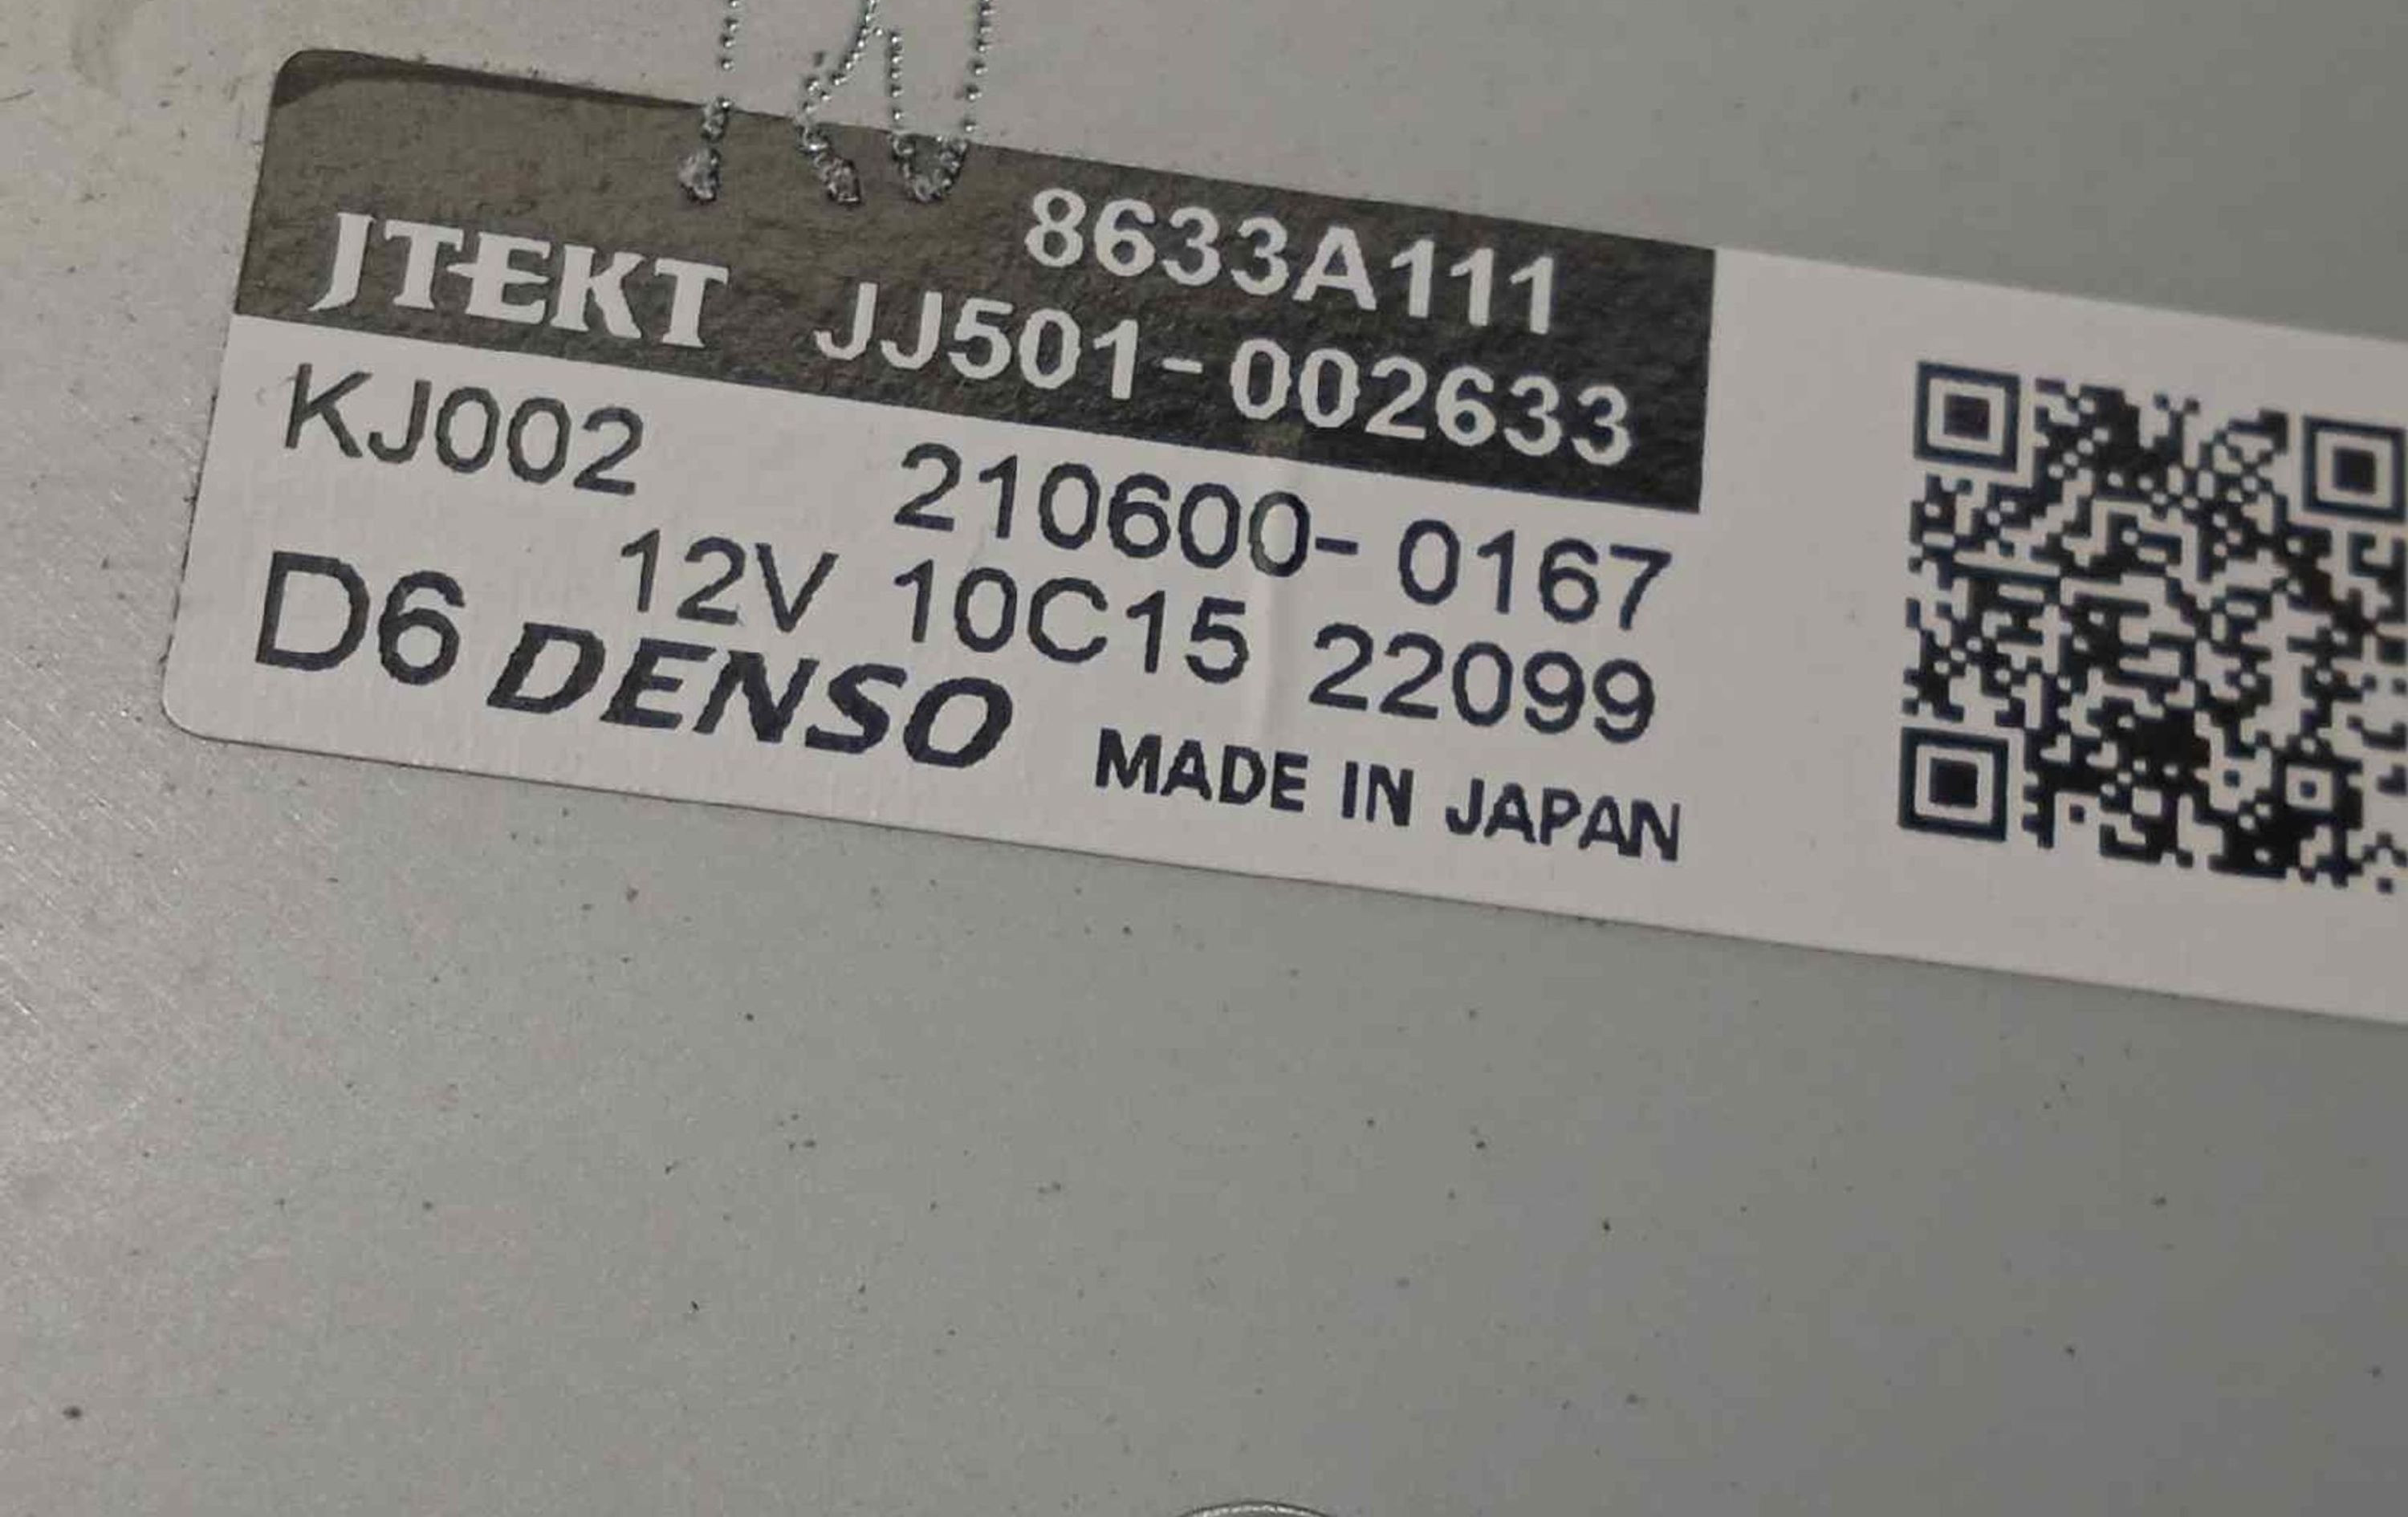 8633A111
JTEKT JJ501-002633
KJ002 210600-0167
12V 10C15 22099
D6 DENSO MADE IN JAPAN